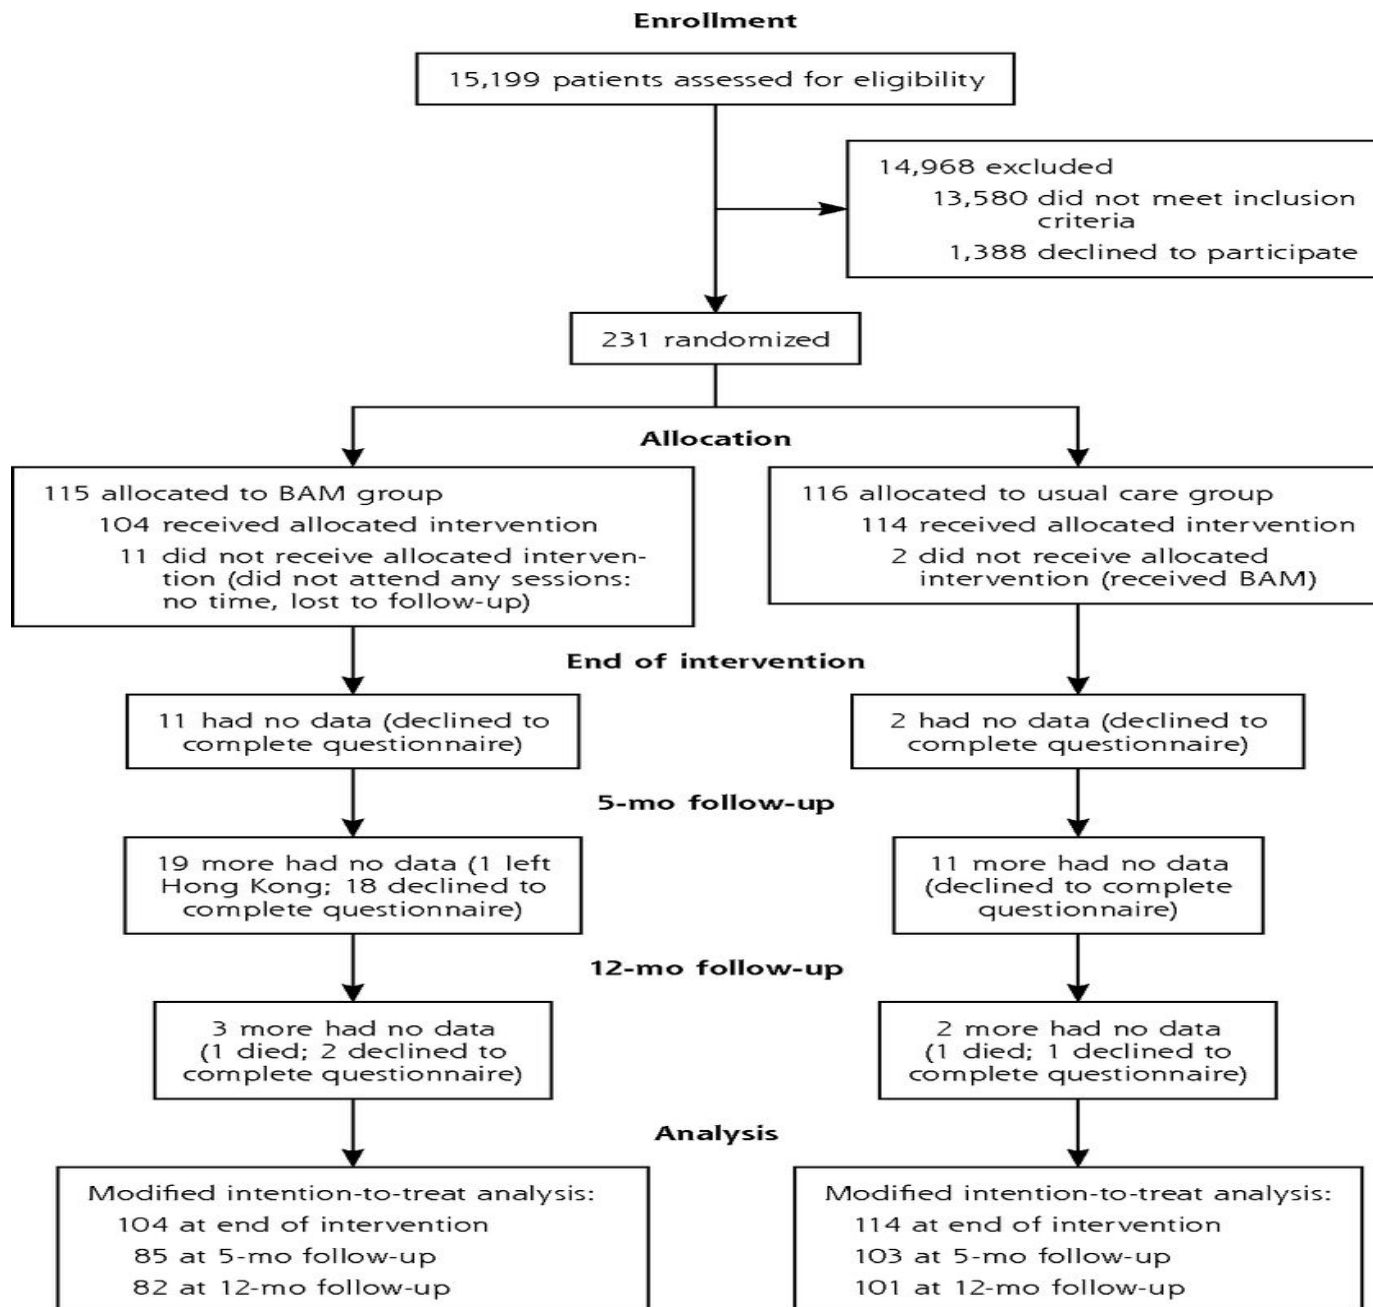 Enrollment
15,199 patients assessed for eligibility
14,968 excluded
13,580 did not meet inclusion
criteria
1,388 declined to participate
231 randomized
Allocation
115 allocated to BAM group
104 received allocated intervention
11 did not receive allocated interven-
tion (did not attend any sessions:
no time, lost to follow-up)
116 allocated to usual care group
114 received allocated intervention
2 did not receive allocated
intervention (received BAM)
End of intervention
11 had no data (declined to
complete questionnaire)
2 had no data (declined to
complete questionnaire)
5-mo follow-up
19 more had no data (1 left
Hong Kong; 18 declined to
complete questionnaire)
11 more had no data
(declined to complete
questionnaire)
12-mo follow-up
3 more had no data
(1 died; 2 declined to
complete questionnaire)
2 more had no data
(1 died; 1 declined to
complete questionnaire)
Analysis
Modified intention-to-treat analysis:
104 at end of intervention
85 at 5-mo follow-up
82 at 12-mo follow-up
Modified intention-to-treat analysis:
114 at end of intervention
103 at 5-mo follow-up
101 at 12-mo follow-up